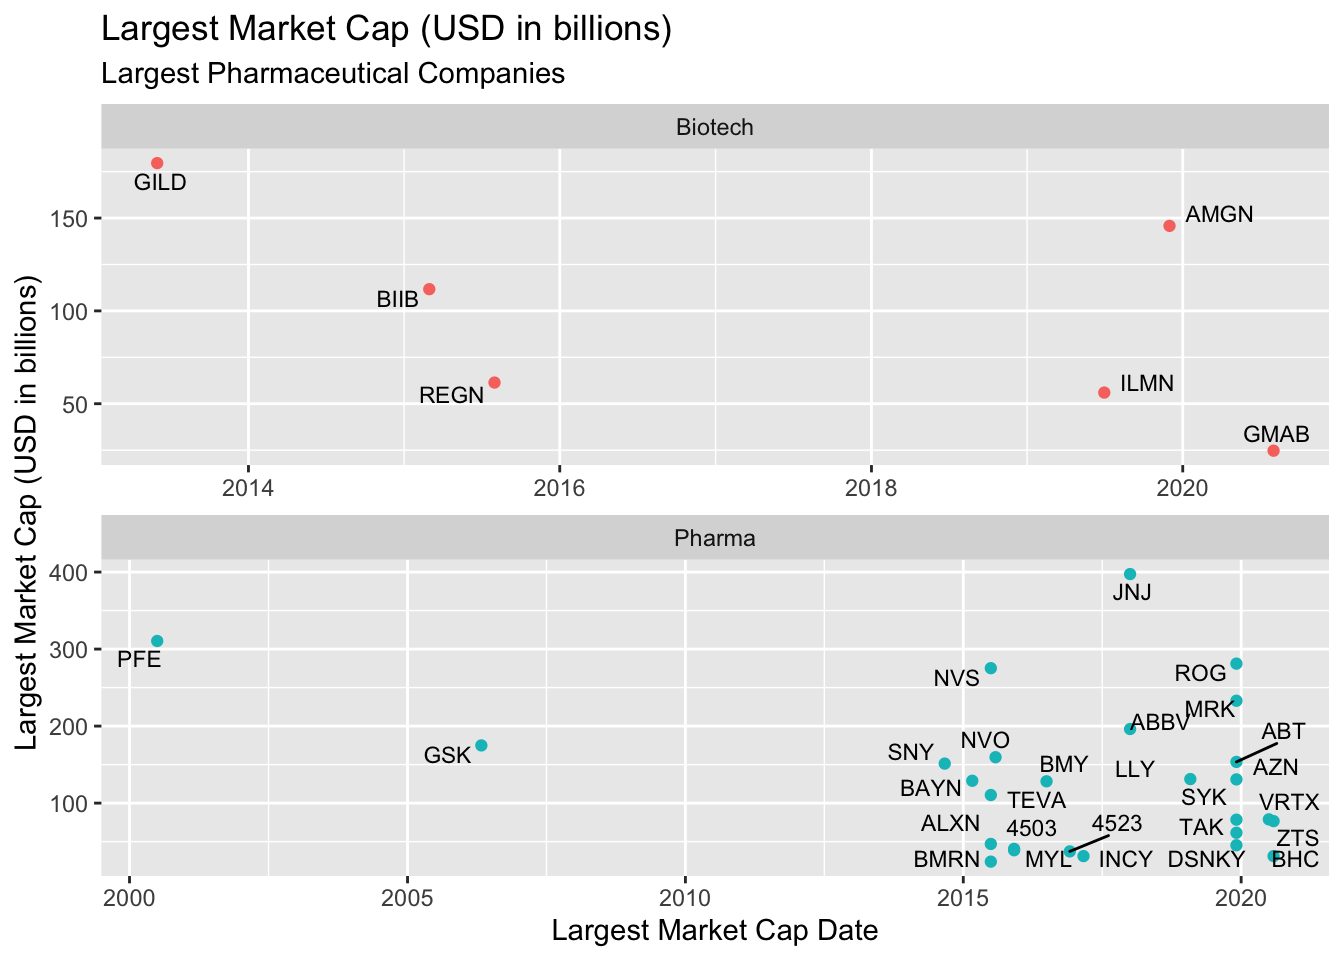 Largest Market Cap (USD in billions)
Largest Pharmaceutical Companies
Largest Market Cap (USD in billions)
Biotech
GILD
AMGN
BIIB
REGN
ILMN
GMAB
150
100
50
2014 2016 2018 2020
Pharma
JNJ
PFE
NVS
ROG
MRK
ABBV
ABT
GSK
SNY
NVO
BMY
LLY
AZN
BAYN
TEVA
SYK
VRTX
ALXN
4503
4523
TAK
ZTS
BMRN
MYL
INCY
DSNKY
BHC
400
300
200
100
2000 2005 2010 2015 2020
Largest Market Cap Date